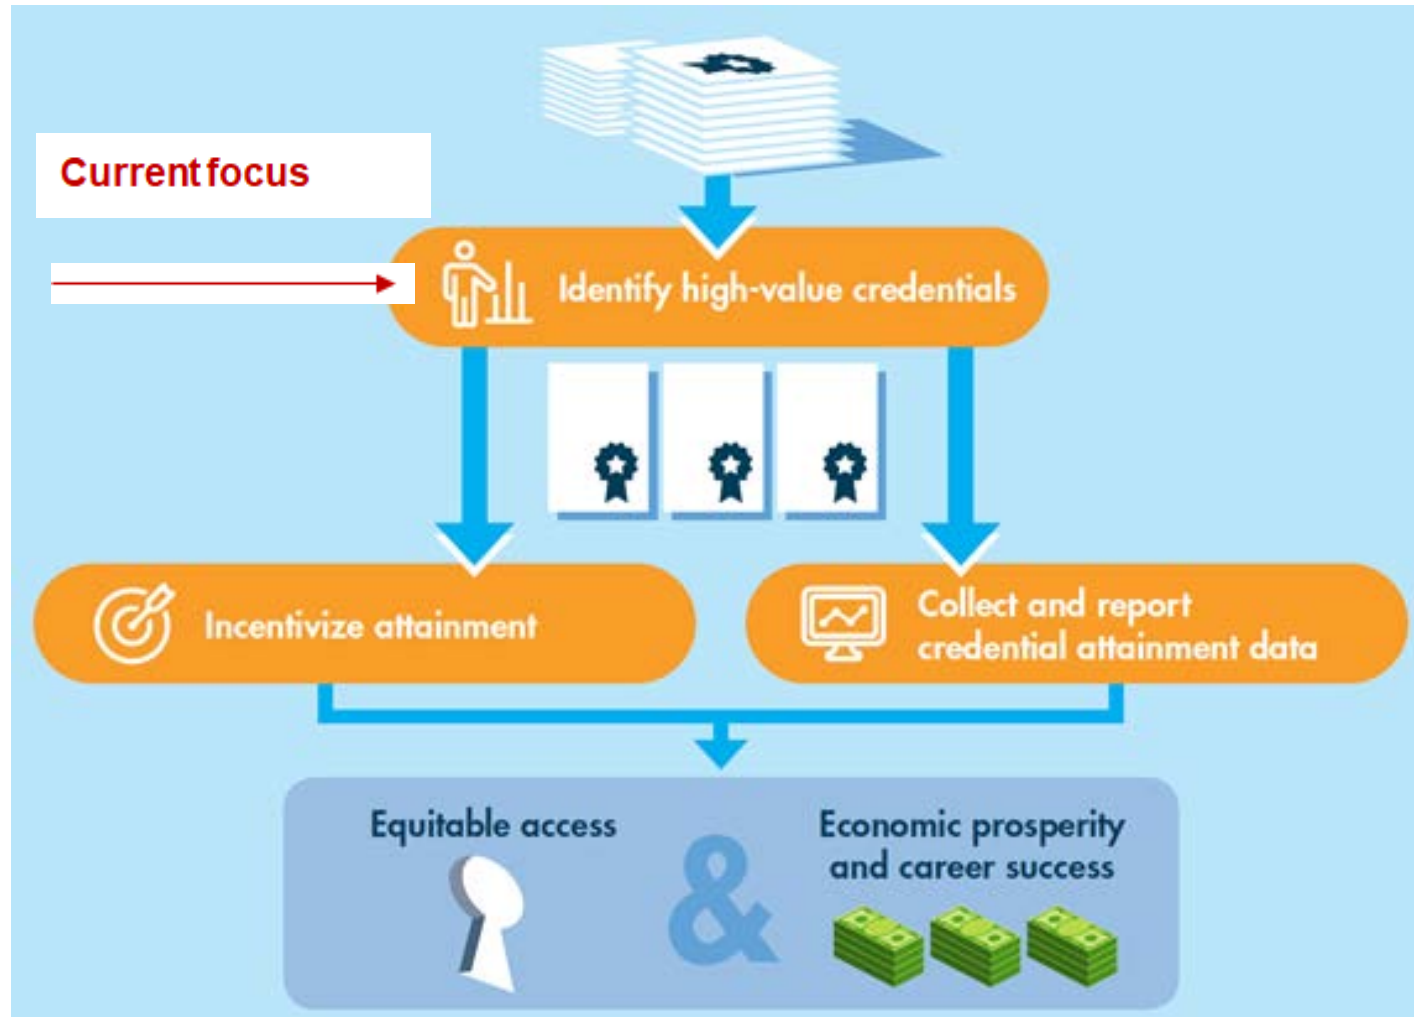 Current focus
Identify high-value credentials
Incentivize attainment
Collect and report
credential attainment data
Equitable access
&
Economic prosperity
and career success